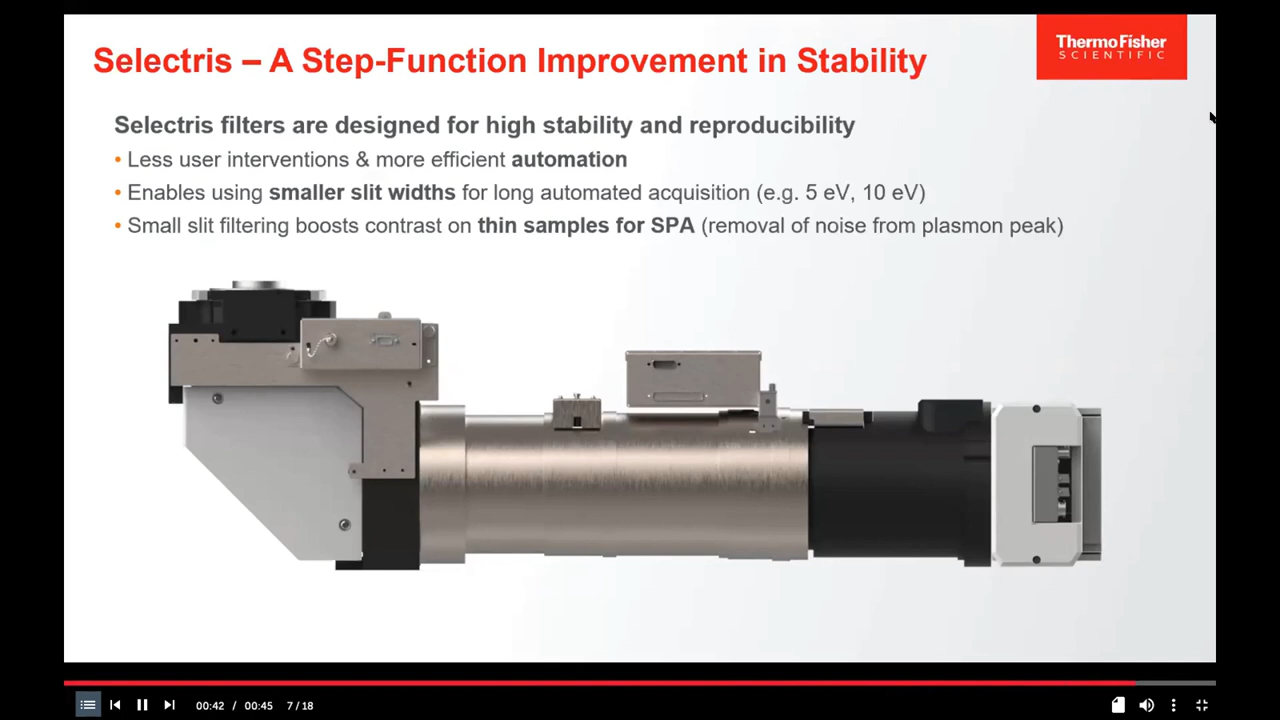 Selectris – A Step-Function Improvement in Stability
ThermoFisher
SCIENTIFIC
Selectris filters are designed for high stability and reproducibility
• Less user interventions & more efficient automation
• Enables using smaller slit widths for long automated acquisition (e.g. 5 eV, 10 eV)
• Small slit filtering boosts contrast on thin samples for SPA (removal of noise from plasmon peak)
00:42 / 00:45 7 / 18